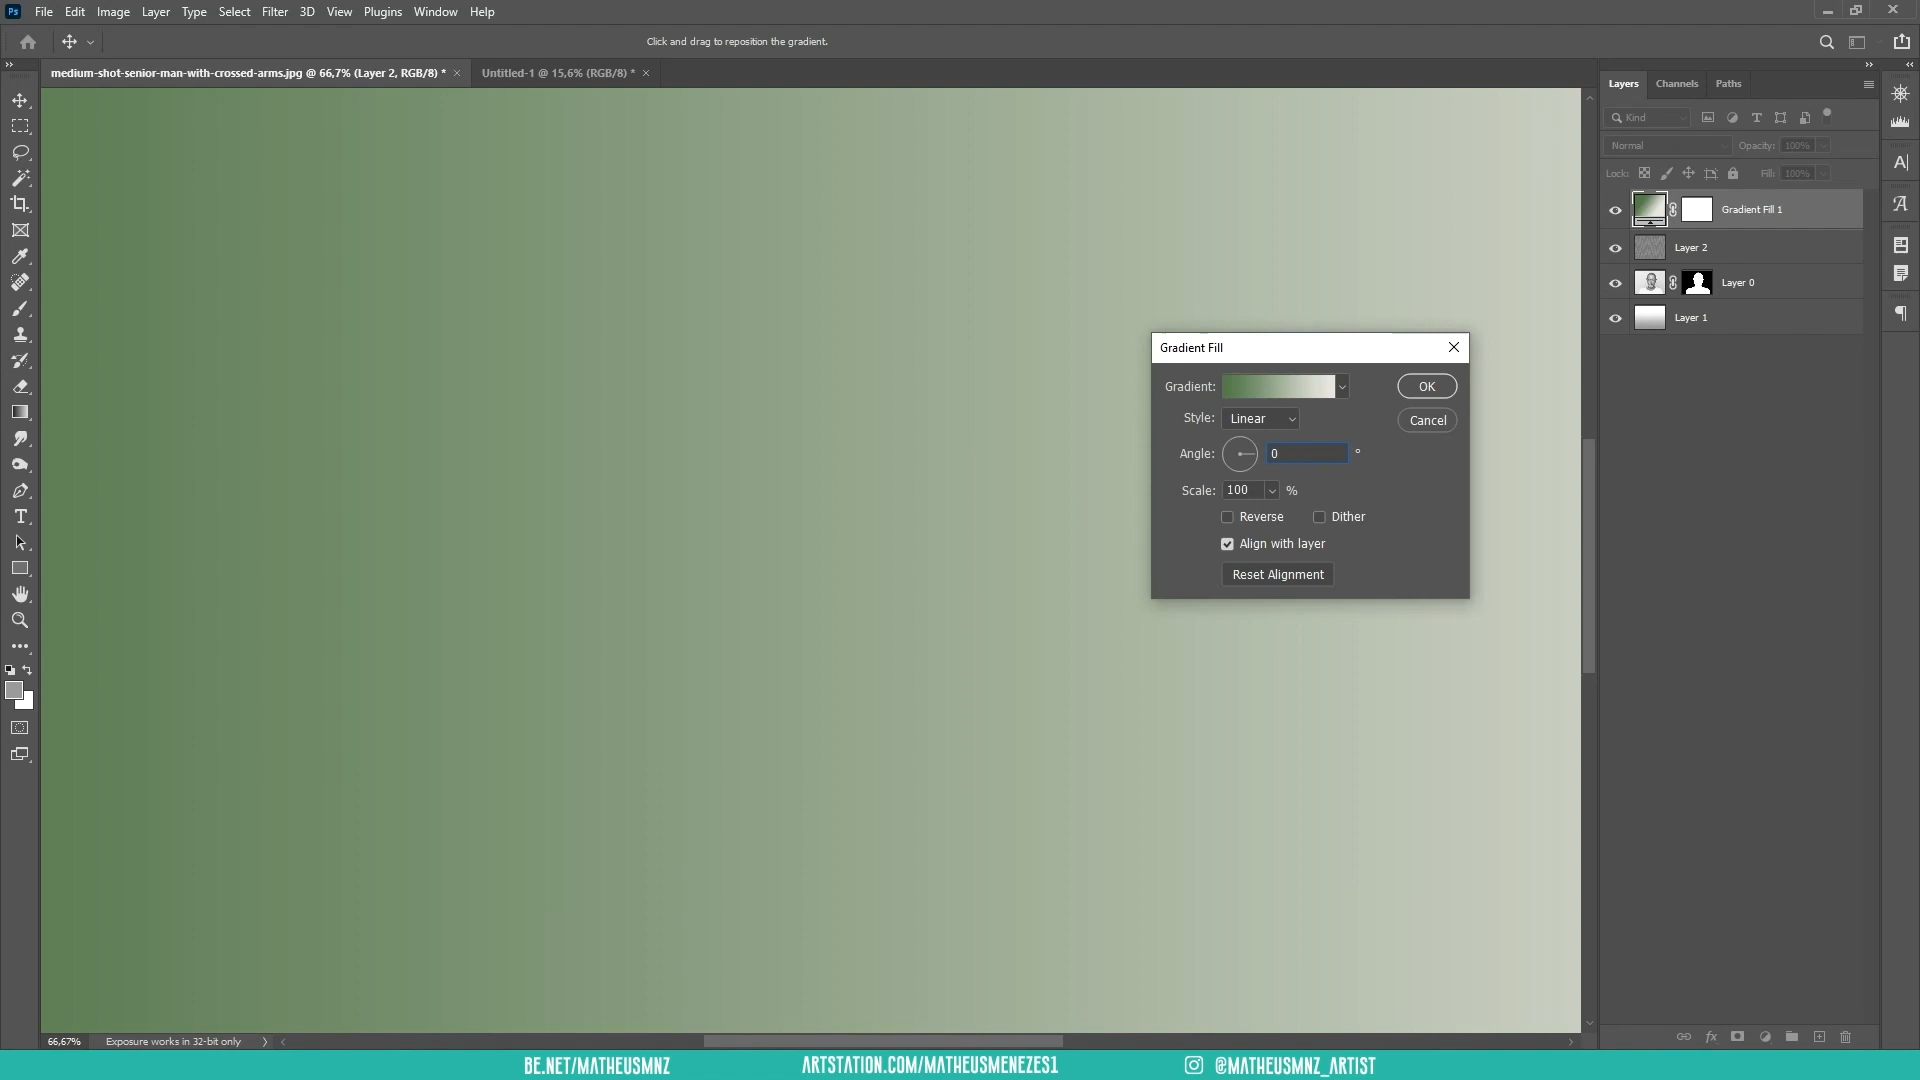 Ps File Edit Image Layer Type Select Filter 3D View Plugins Window Help
Click and drag to reposition the gradient.
medium-shot-senior-man-with-crossed-arms.jpg @ 66,7% (Layer 2, RGB/8) * × Untitled-1 @ 15,6% (RGB/8) * ×
Layers Channels Paths
Kind
Normal Opacity: 100%
Lock: Fill: 100%
Gradient Fill 1
Layer 2
Layer 0
Layer 1
Gradient Fill
Gradient: OK
Style: Linear Cancel
Angle: 0 °
Scale: 100 %
Reverse Dither
Align with layer
Reset Alignment
66,67% Exposure works in 32-bit only
BE.NET/MATHEUSMNZ ARTSTATION.COM/MATHEUSMENEZES1 @MATHEUSMNZ_ARTIST